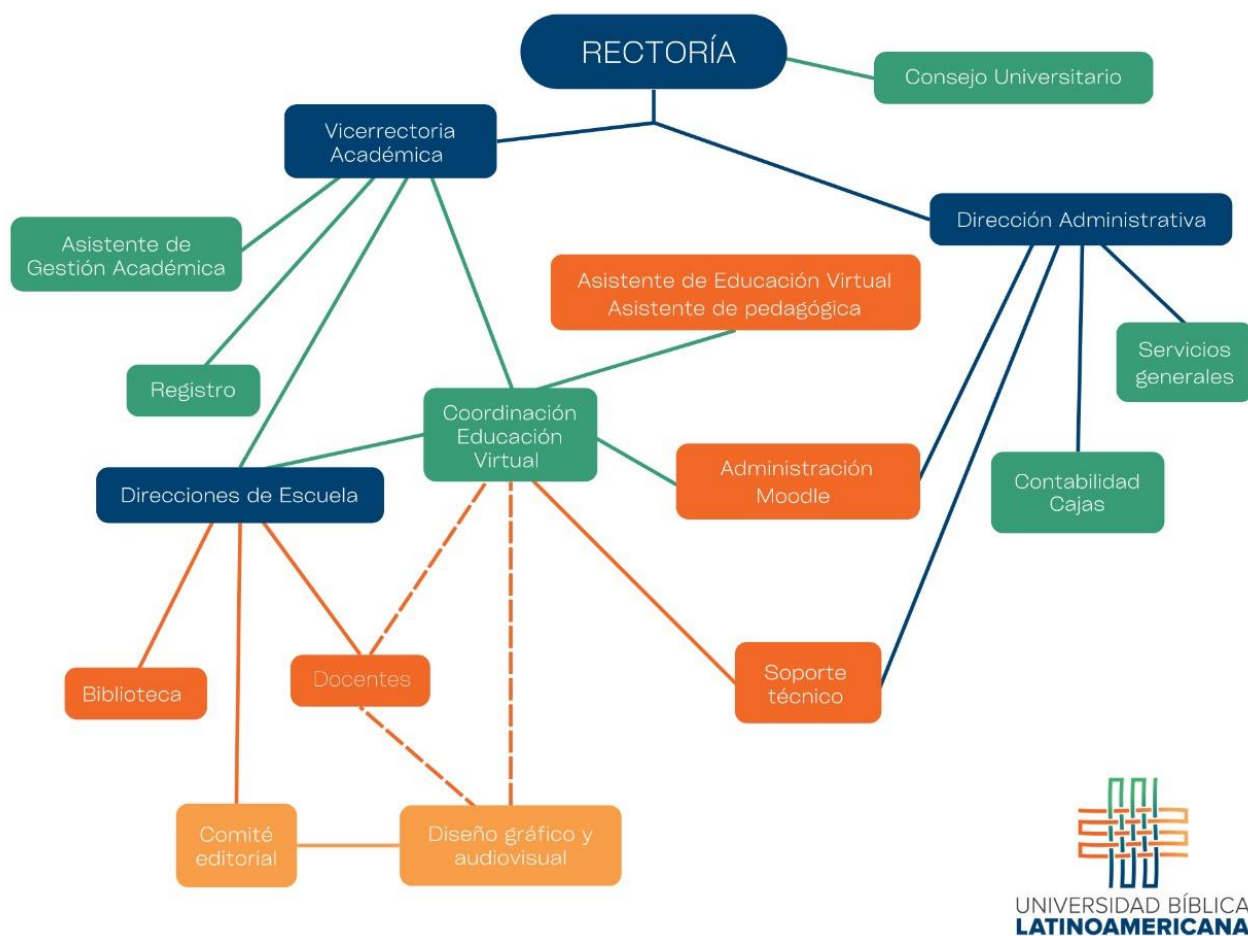 RECTORÍA
Consejo Universitario
Vicerrectoria
Académica
Dirección Administrativa
Asistente de
Gestión Académica
Asistente de Educación Virtual
Asistente de pedagógica
Servicios
generales
Registro
Coordinación
Educación
Virtual
Administración
Moodle
Contabilidad
Cajas
Direcciones de Escuela
Biblioteca
Docentes
Soporte
técnico
Comité
editorial
Diseño gráfico y
audiovisual
UNIVERSIDAD BÍBLICA
LATINOAMERICANA